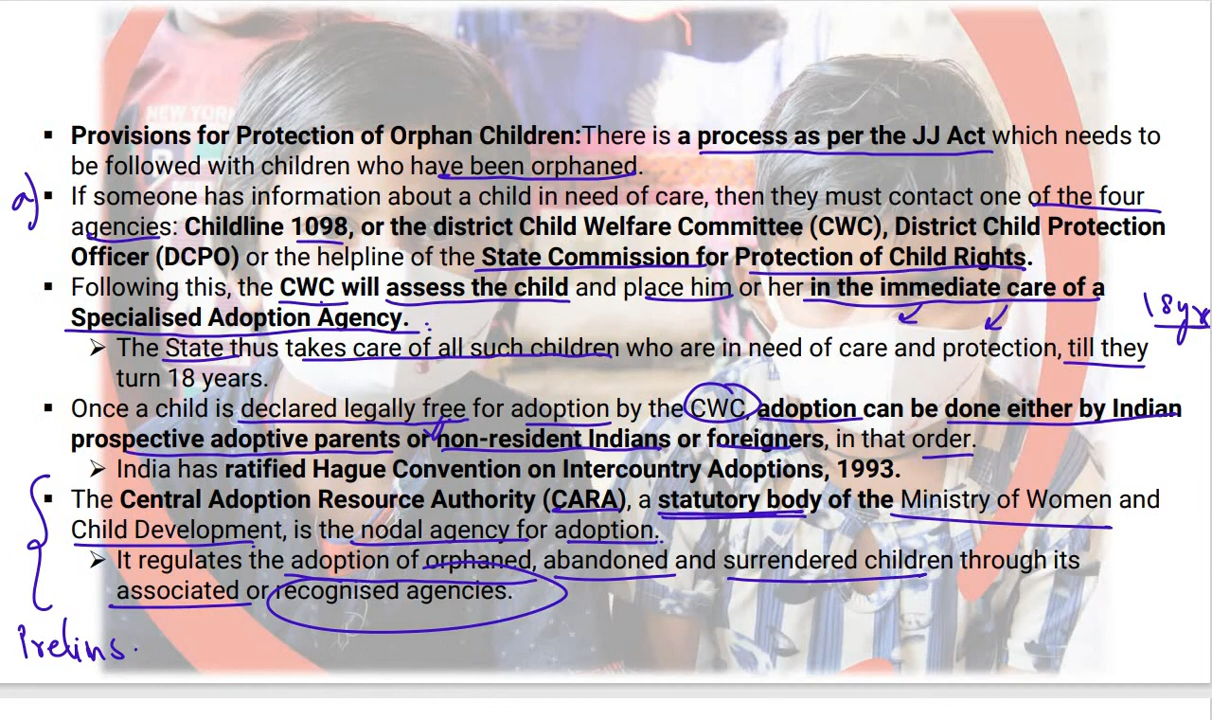 NEW YORK
▪ Provisions for Protection of Orphan Children:There is a process as per the JJ Act which needs to
be followed with children who have been orphaned.
a) ▪ If someone has information about a child in need of care, then they must contact one of the four
agencies: Childline 1098, or the district Child Welfare Committee (CWC), District Child Protection
Officer (DCPO) or the helpline of the State Commission for Protection of Child Rights.
▪ Following this, the CWC will assess the child and place him or her in the immediate care of a
Specialised Adoption Agency.
18yrs
➢ The State thus takes care of all such children who are in need of care and protection, till they
turn 18 years.
▪ Once a child is declared legally free for adoption by the CWC, adoption can be done either by Indian
prospective adoptive parents or non-resident Indians or foreigners, in that order.
➢ India has ratified Hague Convention on Intercountry Adoptions, 1993.
▪ The Central Adoption Resource Authority (CARA), a statutory body of the Ministry of Women and
Child Development, is the nodal agency for adoption.
➢ It regulates the adoption of orphaned, abandoned and surrendered children through its
associated or recognised agencies.
Prelims.